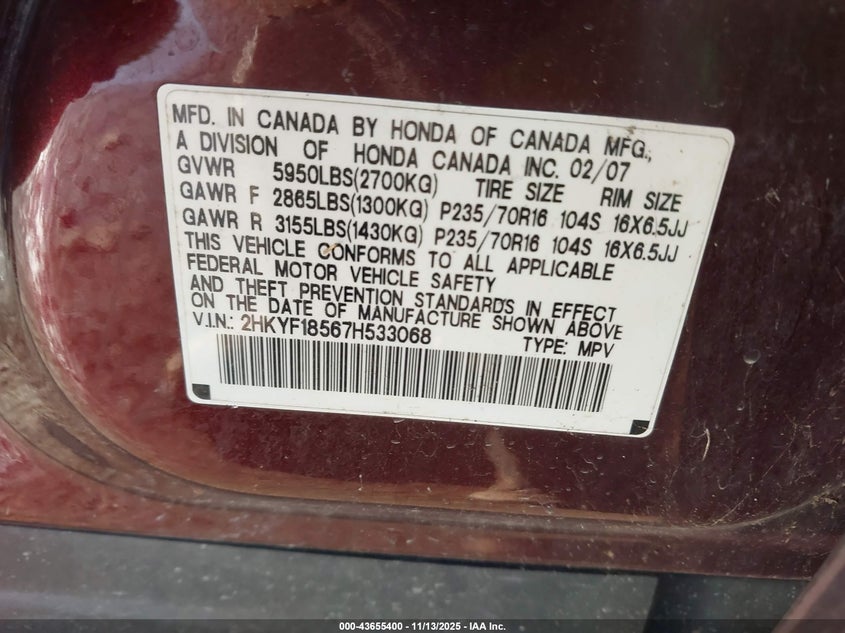 MFD. IN CANADA BY HONDA OF CANADA MFG.,
A DIVISION OF HONDA CANADA INC. 02/07
GVWR 5950LBS(2700KG) TIRE SIZE RIM SIZE
GAWR F 2865LBS(1300KG) P235/70R16 104S 16X6.5JJ
GAWR R 3155LBS(1430KG) P235/70R16 104S 16X6.5JJ
THIS VEHICLE CONFORMS TO ALL APPLICABLE
FEDERAL MOTOR VEHICLE SAFETY
AND THEFT PREVENTION STANDARDS IN EFFECT
ON THE DATE OF MANUFACTURE SHOWN ABOVE
V.I.N.: 2HKYF18567H533068 TYPE: MPV
000-43655400 - 11/13/2025 - IAA Inc.